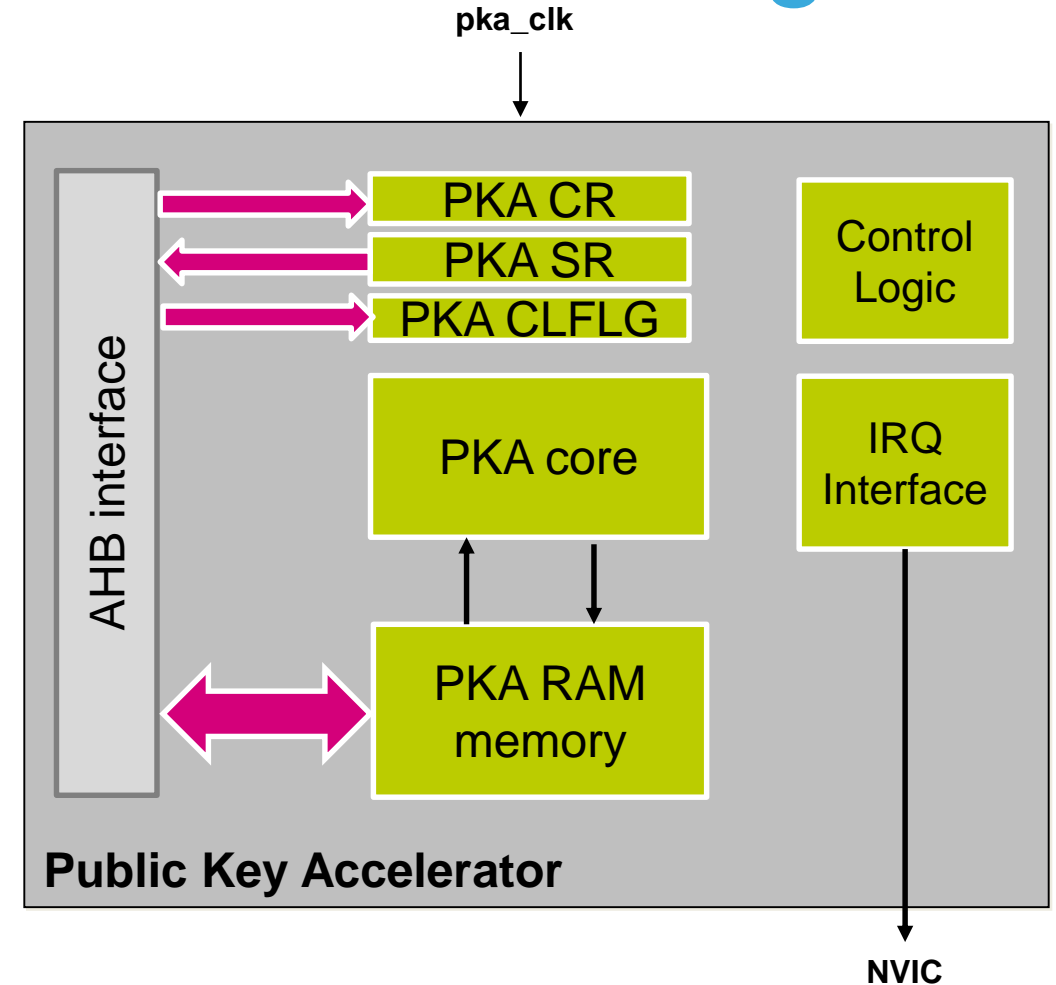 pka_clk
AHB interface
PKA CR
PKA SR
PKA CLFLG
Control
Logic
PKA core
IRQ
Interface
PKA RAM
memory
Public Key Accelerator
NVIC